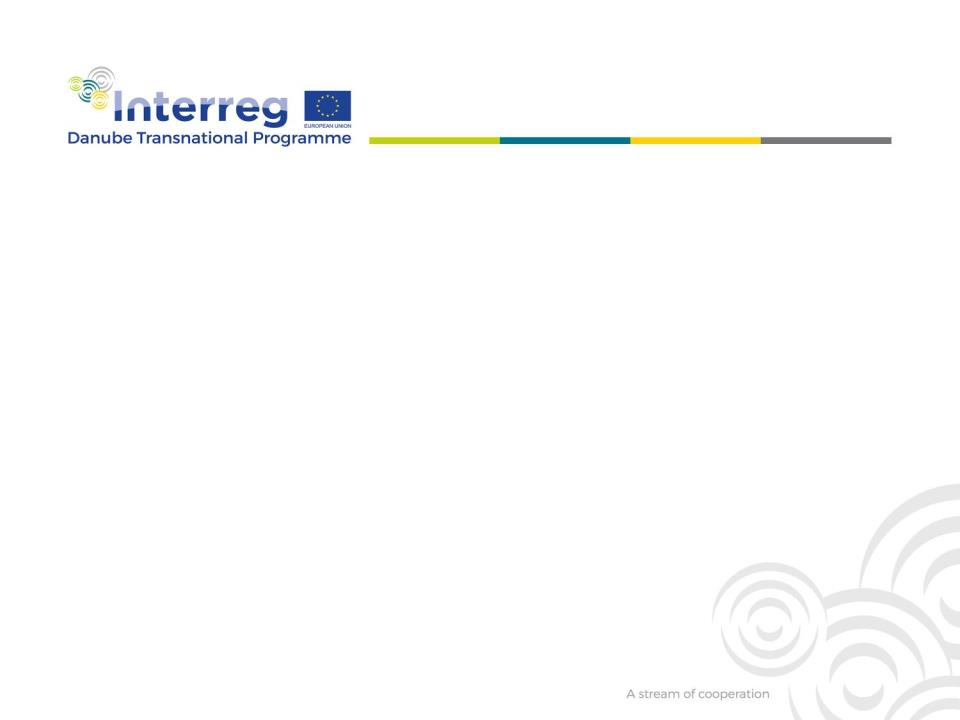 Interreg
EUROPEAN UNION
Danube Transnational Programme
A stream of cooperation